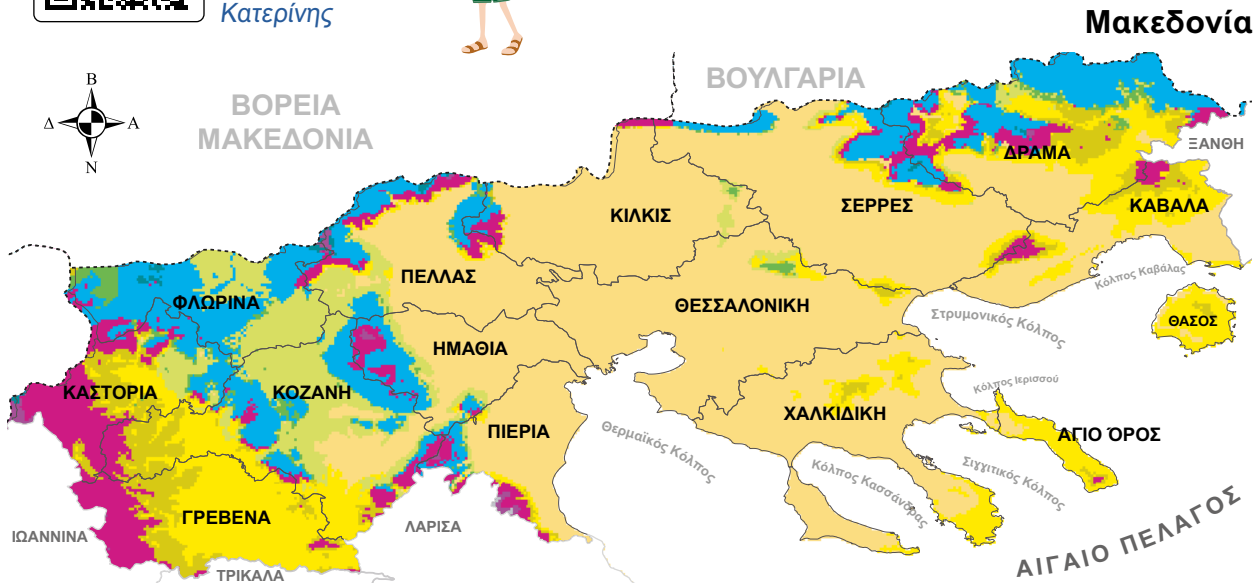 Κατερίνης
Μακεδονία
Β
Δ
Α
Ν
ΒΟΡΕΙΑ
ΜΑΚΕΔΟΝΙΑ
ΒΟΥΛΓΑΡΙΑ
ΞΑΝΘΗ
ΔΡΑΜΑ
ΚΑΒΑΛΑ
ΣΕΡΡΕΣ
ΚΙΛΚΙΣ
ΠΕΛΛΑΣ
Κόλπος Καβάλας
ΦΛΩΡΙΝΑ
ΘΕΣΣΑΛΟΝΙΚΗ
Στρυμονικός Κόλπος
ΘΑΣΟΣ
ΗΜΑΘΙΑ
ΚΑΣΤΟΡΙΑ
ΚΟΖΑΝΗ
Κόλπος Ιερισσού
ΧΑΛΚΙΔΙΚΗ
ΠΙΕΡΙΑ
Θερμαϊκός Κόλπος
ΑΓΙΟ ΌΡΟΣ
Κόλπος Κασσάνδρας
Σιγγιτικός Κόλπος
ΓΡΕΒΕΝΑ
ΙΩΑΝΝΙΝΑ
ΛΑΡΙΣΑ
ΑΙΓΑΙΟ ΠΕΛΑΓΟΣ
ΤΡΙΚΑΛΑ